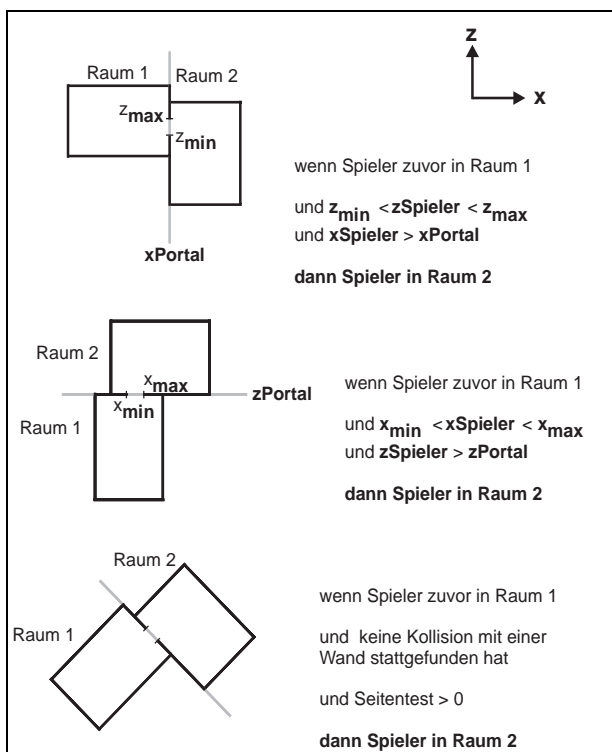 Raum 1
Raum 2
z
x
zmax
zmin
xPortal
wenn Spieler zuvor in Raum 1
und zmin < zSpieler < zmax
und xSpieler > xPortal
dann Spieler in Raum 2
Raum 2
xmax
xmin
zPortal
Raum 1
wenn Spieler zuvor in Raum 1
und xmin < xSpieler < xmax
und zSpieler > zPortal
dann Spieler in Raum 2
Raum 2
Raum 1
wenn Spieler zuvor in Raum 1
und keine Kollision mit einer
Wand stattgefunden hat
und Seitentest > 0
dann Spieler in Raum 2